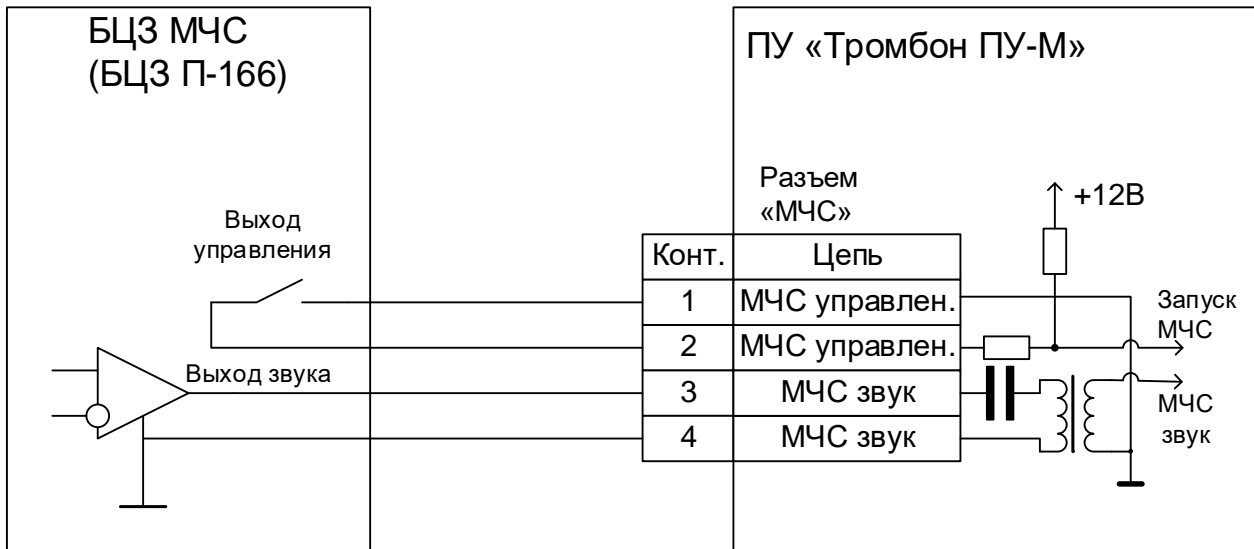 БЦЗ МЧС
(БЦЗ П-166)
ПУ «Тромбон ПУ-М»
Разъем
«МЧС»
+12В
Выход
управления
Конт. Цепь
1 МЧС управлен.
Запуск
МЧС
2 МЧС управлен.
Выход звука
3 МЧС звук
МЧС
звук
4 МЧС звук